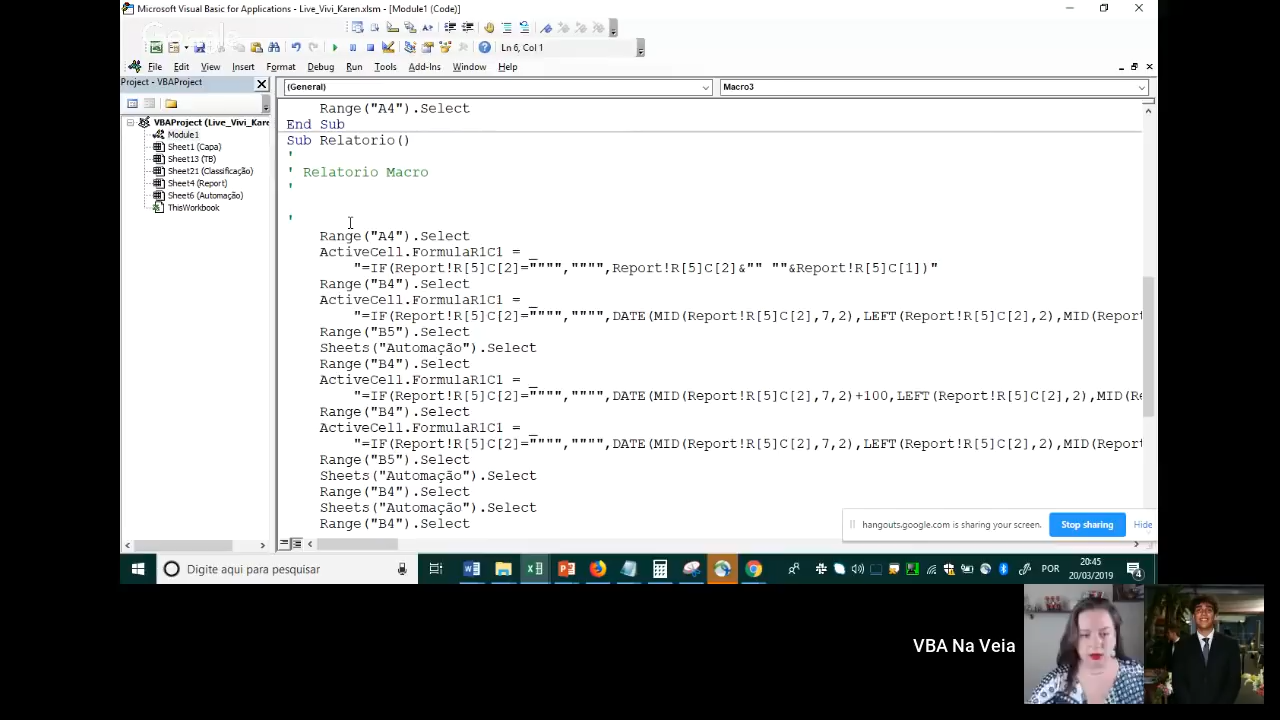 Microsoft Visual Basic for Applications - Live_Vivi_Karen.xlsm - [Module1 (Code)]
Google
Ln 6, Col 1
File Edit View Insert Format Debug Run Tools Add-Ins Window Help
Project - VBAProject
(General)
Macro3
VBAProject (Live_Vivi_Kare
Module1
Sheet1 (Capa)
Sheet13 (TB)
Sheet21 (Classificação)
Sheet4 (Report)
Sheet6 (Automação)
ThisWorkbook
Range("A4").Select
End Sub
Sub Relatorio()
'
' Relatorio Macro
'
'
Range("A4").Select
ActiveCell.FormulaR1C1 = _
"=IF(Report!R[5]C[2]="""","""",Report!R[5]C[2]&"" ""&Report!R[5]C[1])"
Range("B4").Select
ActiveCell.FormulaR1C1 = _
"=IF(Report!R[5]C[2]="""","""",DATE(MID(Report!R[5]C[2],7,2),LEFT(Report!R[5]C[2],2),MID(Report
Range("B5").Select
Sheets("Automação").Select
Range("B4").Select
ActiveCell.FormulaR1C1 = _
"=IF(Report!R[5]C[2]="""","""",DATE(MID(Report!R[5]C[2],7,2)+100,LEFT(Report!R[5]C[2],2),MID(Re
Range("B4").Select
ActiveCell.FormulaR1C1 = _
"=IF(Report!R[5]C[2]="""","""",DATE(MID(Report!R[5]C[2],7,2),LEFT(Report!R[5]C[2],2),MID(Report
Range("B5").Select
Sheets("Automação").Select
Range("B4").Select
Sheets("Automação").Select
Range("B4").Select
hangouts.google.com is sharing your screen. Stop sharing Hide
Digite aqui para pesquisar
POR
20:45
20/03/2019
4
VBA Na Veia